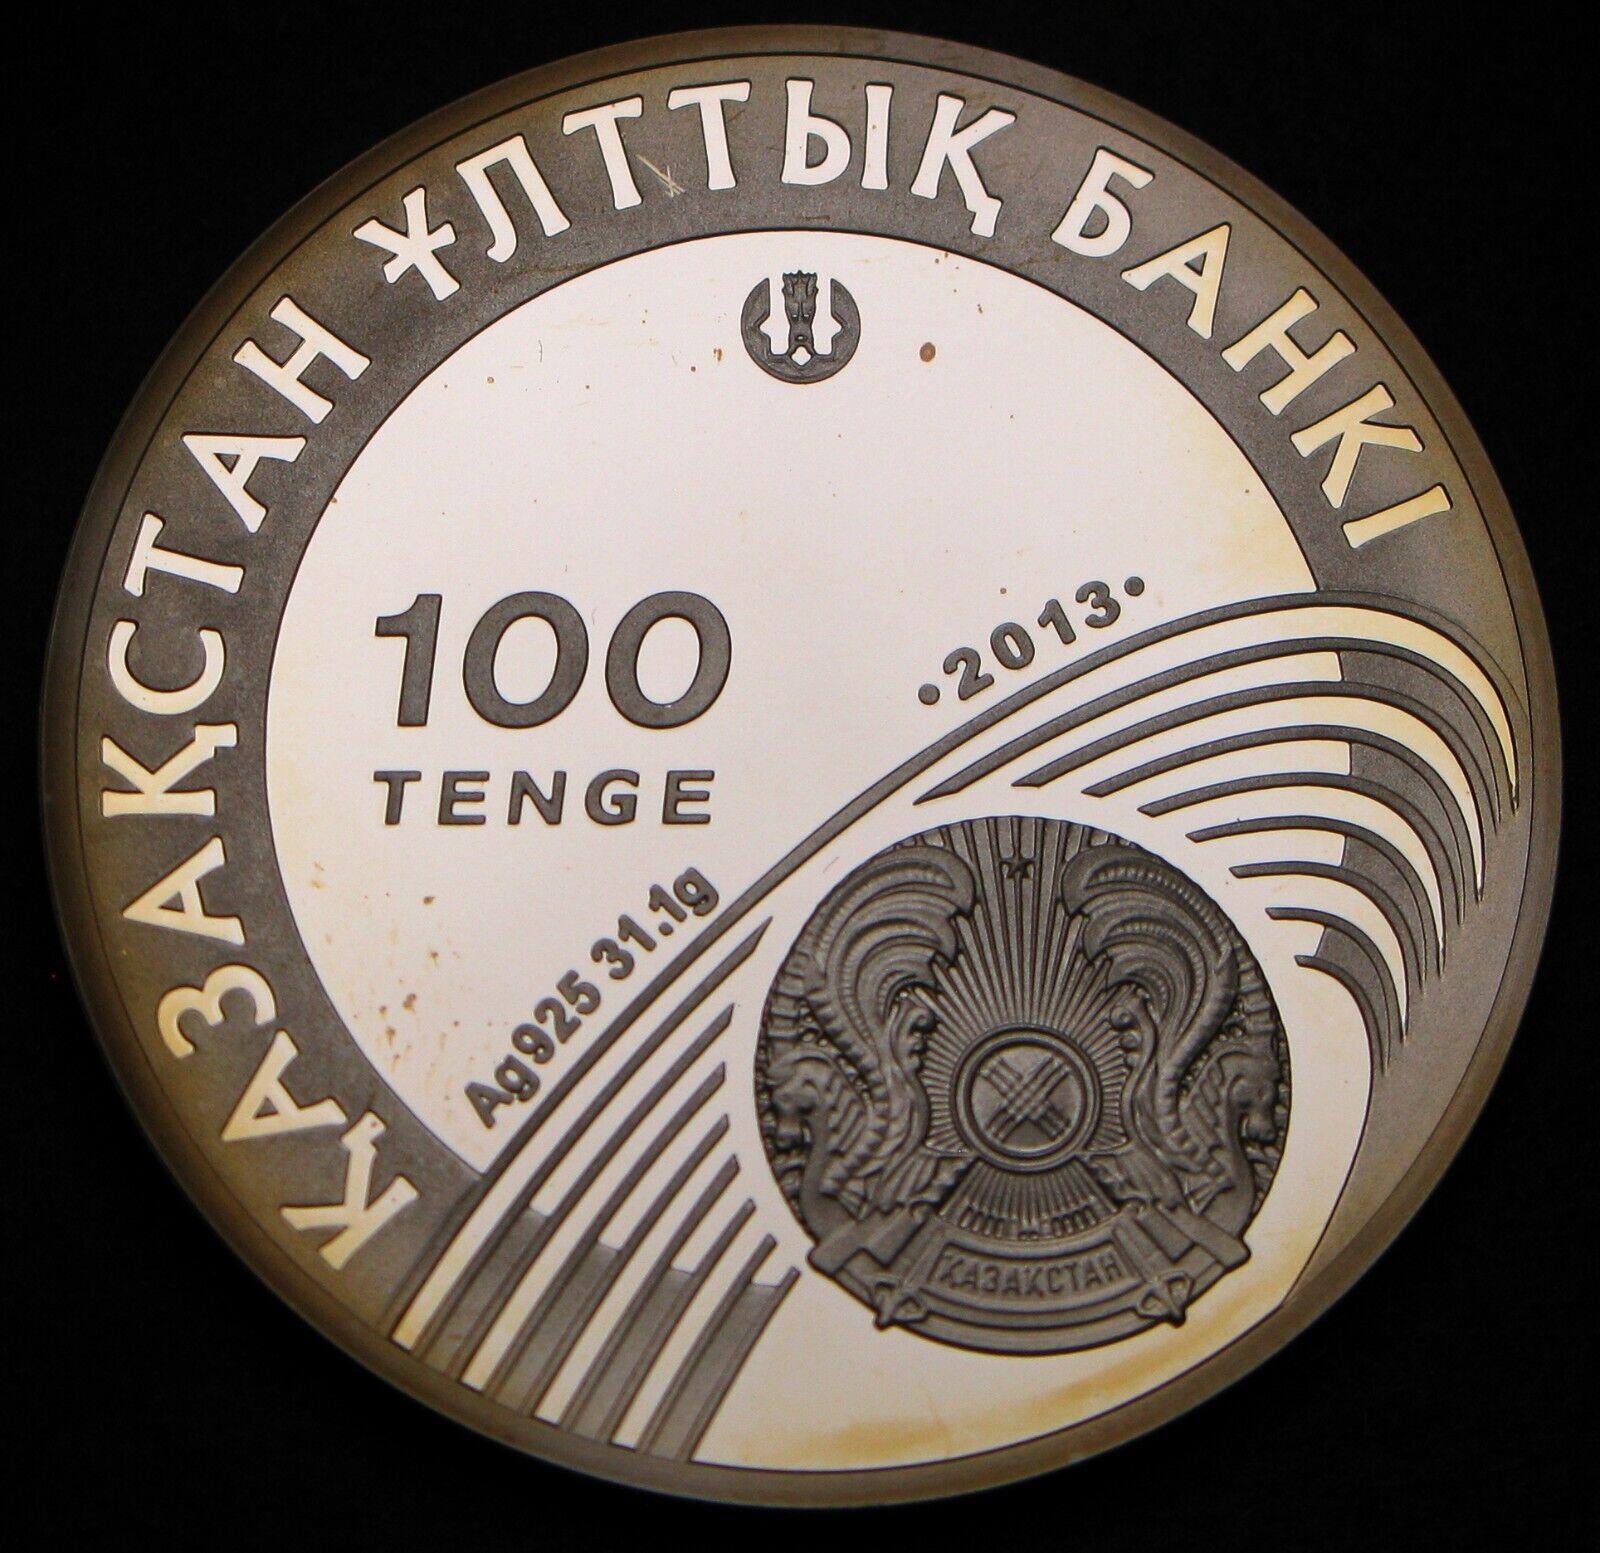 ҚАЗАҚСТАН ҰЛТТЫҚ БАНКІ
100
TENGE
•2013•
Ag925 31.1g
ҚАЗАҚСТАН